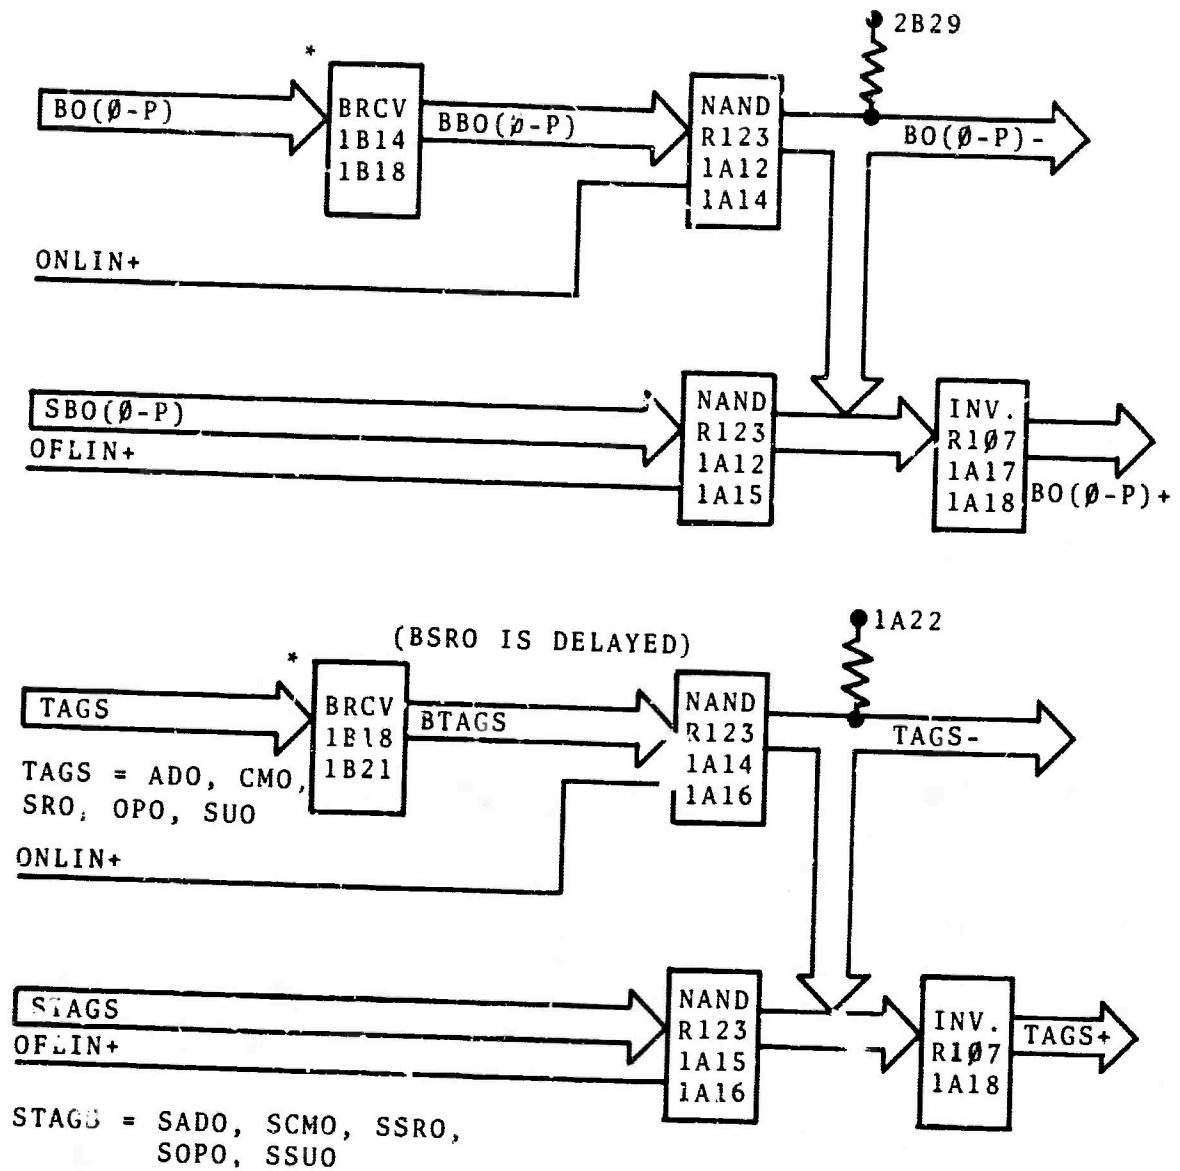 2B29
*
BO(Ø-P)
BRCV
1B14
1B18
BBO(Ø-P)
NAND
R123
1A12
1A14
BO(Ø-P)-
ONLIN+
SBO(Ø-P)
OFLIN+
NAND
R123
1A12
1A15
INV.
R1Ø7
1A17
1A18
BO(Ø-P)+
1A22
(BSRO IS DELAYED)
*
TAGS
BRCV
1B18
1B21
BTAGS
NAND
R123
1A14
1A16
TAGS-
TAGS = ADO, CMO,
SRO, OPO, SUO
ONLIN+
STAGS
OFLIN+
NAND
R123
1A15
1A16
INV.
R1Ø7
1A18
TAGS+
STAGS = SADO, SCMO, SSRO,
SOPO, SSUO